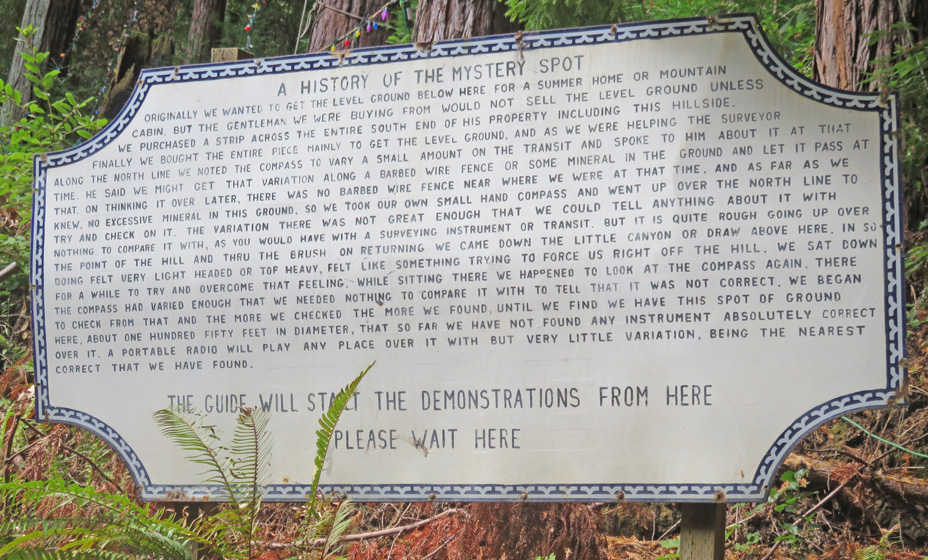 A HISTORY OF THE MYSTERY SPOT
ORIGINALLY WE WANTED TO GET THE LEVEL GROUND BELOW HERE FOR A SUMMER HOME OR MOUNTAIN
CABIN. BUT THE GENTLEMAN WE WERE BUYING FROM WOULD NOT SELL THE LEVEL GROUND UNLESS
WE PURCHASED A STRIP ACROSS THE ENTIRE SOUTH END OF HIS PROPERTY INCLUDING THIS HILLSIDE.
FINALLY WE BOUGHT THE ENTIRE PIECE MAINLY TO GET THE LEVEL GROUND, AND AS WE WERE HELPING THE SURVEYOR
ALONG THE NORTH LINE WE NOTED THE COMPASS TO VARY A SMALL AMOUNT ON THE TRANSIT AND SPOKE TO HIM ABOUT IT AT THAT
TIME. HE SAID WE MIGHT GET THAT VARIATION ALONG A BARBED WIRE FENCE OR SOME MINERAL IN THE GROUND AND LET IT PASS AT
THAT. ON THINKING IT OVER LATER, THERE WAS NO BARBED WIRE FENCE NEAR WHERE WE WERE AT THAT TIME. AND AS FAR AS WE
KNEW, NO EXCESSIVE MINERAL IN THIS GROUND. SO WE TOOK OUR OWN SMALL HAND COMPASS AND WENT UP OVER THE NORTH LINE TO
TRY AND CHECK ON IT. THE VARIATION THERE WAS NOT GREAT ENOUGH THAT WE COULD TELL ANYTHING ABOUT IT WITH
NOTHING TO COMPARE IT WITH, AS YOU WOULD HAVE WITH A SURVEYING INSTRUMENT OR TRANSIT. BUT IT IS QUITE ROUGH GOING UP OVER
THE POINT OF THE HILL AND THRU THE BRUSH ON RETURNING WE CAME DOWN THE LITTLE CANYON OR DRAW ABOVE HERE. IN SO
DOING FELT VERY LIGHT HEADED OR TOP HEAVY, FELT LIKE SOMETHING TRYING TO FORCE US RIGHT OFF THE HILL. WE SAT DOWN
FOR A WHILE TO TRY AND OVERCOME THAT FEELING. WHILE SITTING THERE WE HAPPENED TO LOOK AT THE COMPASS AGAIN. THERE
THE COMPASS HAD VARIED ENOUGH THAT WE NEEDED NOTHING TO COMPARE IT WITH TO TELL THAT IT WAS NOT CORRECT. WE BEGAN
TO CHECK FROM THAT AND THE MORE WE CHECKED THE MORE WE FOUND, UNTIL WE FIND WE HAVE THIS SPOT OF GROUND
HERE, ABOUT ONE HUNDRED FIFTY FEET IN DIAMETER, THAT SO FAR WE HAVE NOT FOUND ANY INSTRUMENT ABSOLUTELY CORRECT
OVER IT. A PORTABLE RADIO WILL PLAY ANY PLACE OVER IT WITH BUT VERY LITTLE VARIATION, BEING THE NEAREST
CORRECT THAT WE HAVE FOUND.
THE GUIDE WILL START THE DEMONSTRATIONS FROM HERE
PLEASE WAIT HERE